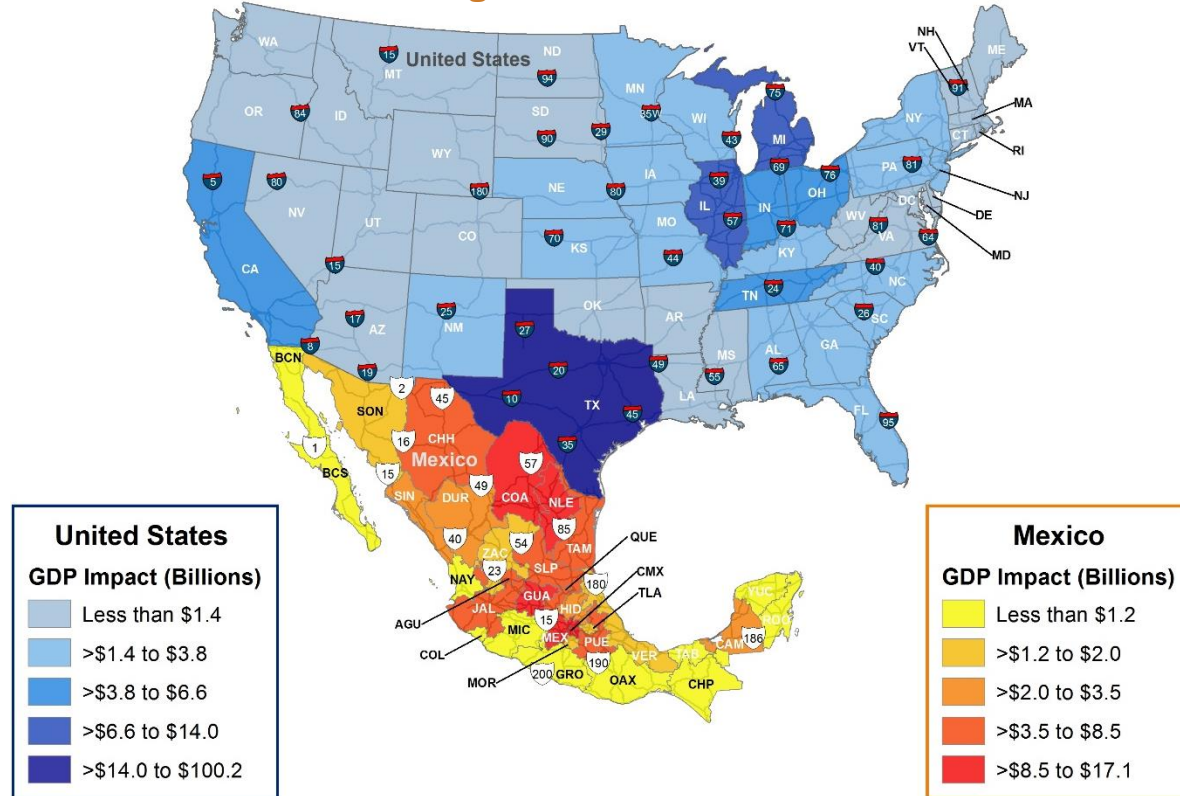 NH
VT
ME
WA
15
United States
MT
ND
94
MN
75
91
MA
OR
84
ID
SD
35W
WI
NY
29
90
43
MI
CT
RI
WY
5
80
180
NE
IA
80
39
69
76
PA
81
NJ
NV
UT
CO
70
KS
MO
IL
57
IN
OH
71
WV
DC
DE
81
VA
64
MD
CA
15
44
KY
40
NC
24
TN
17
AZ
25
NM
27
OK
AR
26
SC
8
19
20
49
MS
55
AL
65
GA
BCN
2
45
10
TX
45
LA
FL
95
SON
35
16
CHH
Mexico
57
1
BCS
15
SIN
DUR
49
COA
NLE
85
40
ZAC
54
TAM
QUE
NAY
23
SLP
180
CMX
TLA
YUC
ROO
JAL
GUA
HID
AGU
15
MIC
MEX
PUE
CAM
186
COL
VER
TAB
MOR
200
GRO
190
OAX
CHP
United States
GDP Impact (Billions)
Less than $1.4
>$1.4 to $3.8
>$3.8 to $6.6
>$6.6 to $14.0
>$14.0 to $100.2
Mexico
GDP Impact (Billions)
Less than $1.2
>$1.2 to $2.0
>$2.0 to $3.5
>$3.5 to $8.5
>$8.5 to $17.1